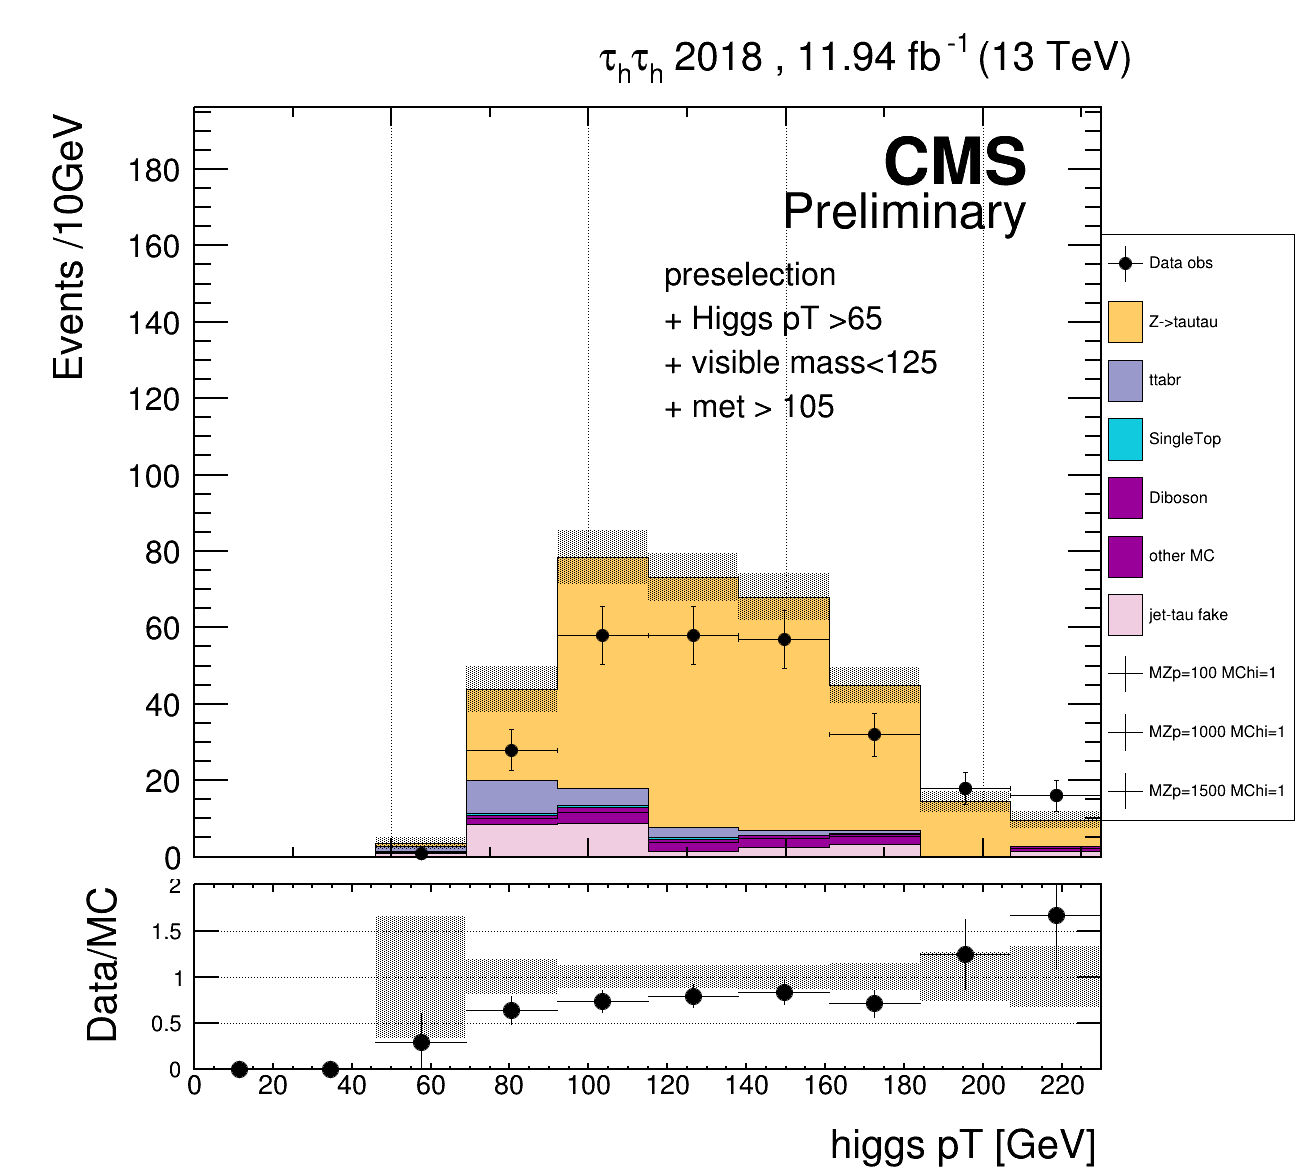 τhτh 2018 , 11.94 fb-1 (13 TeV)
Events /10GeV
180
160
140
120
100
80
60
40
20
0
CMS
Preliminary
preselection
+ Higgs pT >65
+ visible mass<125
+ met > 105
Data obs
Z->tautau
ttabr
SingleTop
Diboson
other MC
jet-tau fake
MZp=100 MChi=1
MZp=1000 MChi=1
MZp=1500 MChi=1
Data/MC
2
1.5
1
0.5
0
0 20 40 60 80 100 120 140 160 180 200 220
higgs pT [GeV]